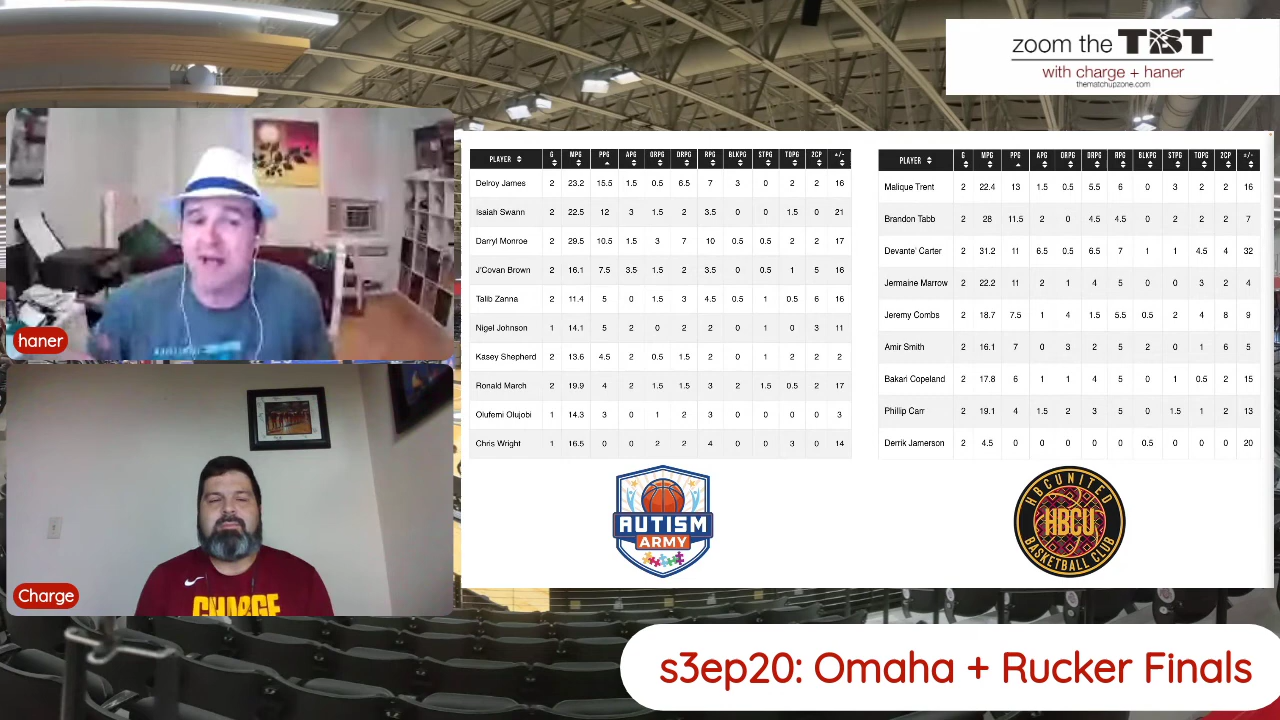 zoom the TBT
with charge + haner
thematchupzone.com
haner
Charge
CHARGE
PLAYER G MPG PPG APG ORPG DRPG RPG BLKPG STPG TOPG ZCP +/-
Delroy James 2 23.2 15.5 1.5 0.5 6.5 7 3 0 2 2 16
Isaiah Swann 2 22.5 12 3 1.5 2 3.5 0 0 1.5 0 21
Darryl Monroe 2 29.5 10.5 1.5 3 7 10 0.5 0.5 2 2 17
J'Covan Brown 2 16.1 7.5 3.5 1.5 2 3.5 0 0.5 1 5 16
Talib Zanna 2 11.4 5 0 1.5 3 4.5 0.5 1 0.5 6 16
Nigel Johnson 1 14.1 5 2 0 2 2 0 1 0 3 11
Kasey Shepherd 2 13.6 4.5 2 0.5 1.5 2 0 1 2 2 2
Ronald March 2 19.9 4 2 1.5 1.5 3 2 1.5 0.5 2 17
Olufemi Olujobi 1 14.3 3 0 1 2 3 0 0 0 0 3
Chris Wright 1 16.5 0 0 2 2 4 0 0 3 0 14
AUTISM
ARMY
PLAYER G MPG PPG APG ORPG DRPG RPG BLKPG STPG TOPG ZCP +/-
Malique Trent 2 22.4 13 1.5 0.5 5.5 6 0 3 2 2 16
Brandon Tabb 2 28 11.5 2 0 4.5 4.5 0 2 2 2 7
Devante' Carter 2 31.2 11 6.5 0.5 6.5 7 1 1 4.5 4 32
Jermaine Marrow 2 22.2 11 2 1 4 5 0 0 3 2 4
Jeremy Combs 2 18.7 7.5 1 4 1.5 5.5 0.5 2 4 8 9
Amir Smith 2 16.1 7 0 3 2 5 2 0 1 6 5
Bakari Copeland 2 17.8 6 1 1 4 5 0 1 0.5 2 15
Phillip Carr 2 19.1 4 1.5 2 3 5 0 1.5 1 2 13
Derrik Jamerson 2 4.5 0 0 0 0 0 0.5 0 0 0 20
HBCUNITED
HBCU
BASKETBALL CLUB
s3ep20: Omaha + Rucker Finals